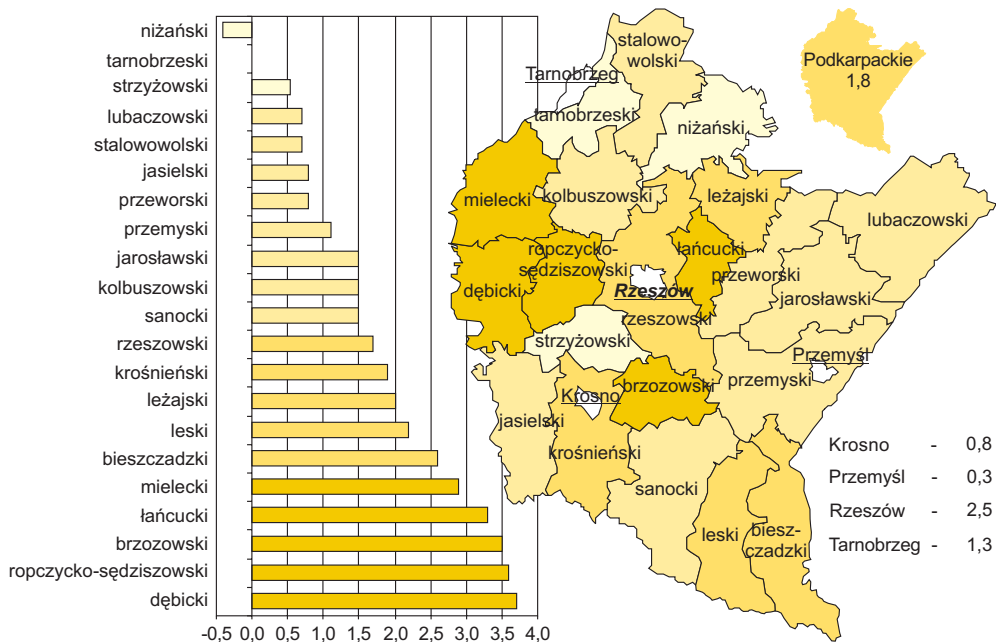 niżański
tarnobrzeski
strzyżowski
lubaczowski
stalowowolski
jasielski
przeworski
przemyski
jarosławski
kolbuszowski
sanocki
rzeszowski
krośnieński
leżajski
leski
bieszczadzki
mielecki
łańcucki
brzozowski
ropczycko-sędziszowski
dębicki
-0,5 0,0 0,5 1,0 1,5 2,0 2,5 3,0 3,5 4,0
stalowo-
wolski
Tarnobrzeg
tarnobrzeski
niżański
mielecki
kolbuszowski
leżajski
lubaczowski
ropczycko-
sędziszowski
łańcucki
dębicki
Rzeszów
przeworski
jarosławski
rzeszowski
strzyżowski
Przemyśl
przemyski
brzozowski
Krosno
jasielski
krośnieński
sanocki
leski
biesz-
czadzki
Podkarpackie
1,8
Krosno - 0,8
Przemyśl - 0,3
Rzeszów - 2,5
Tarnobrzeg - 1,3